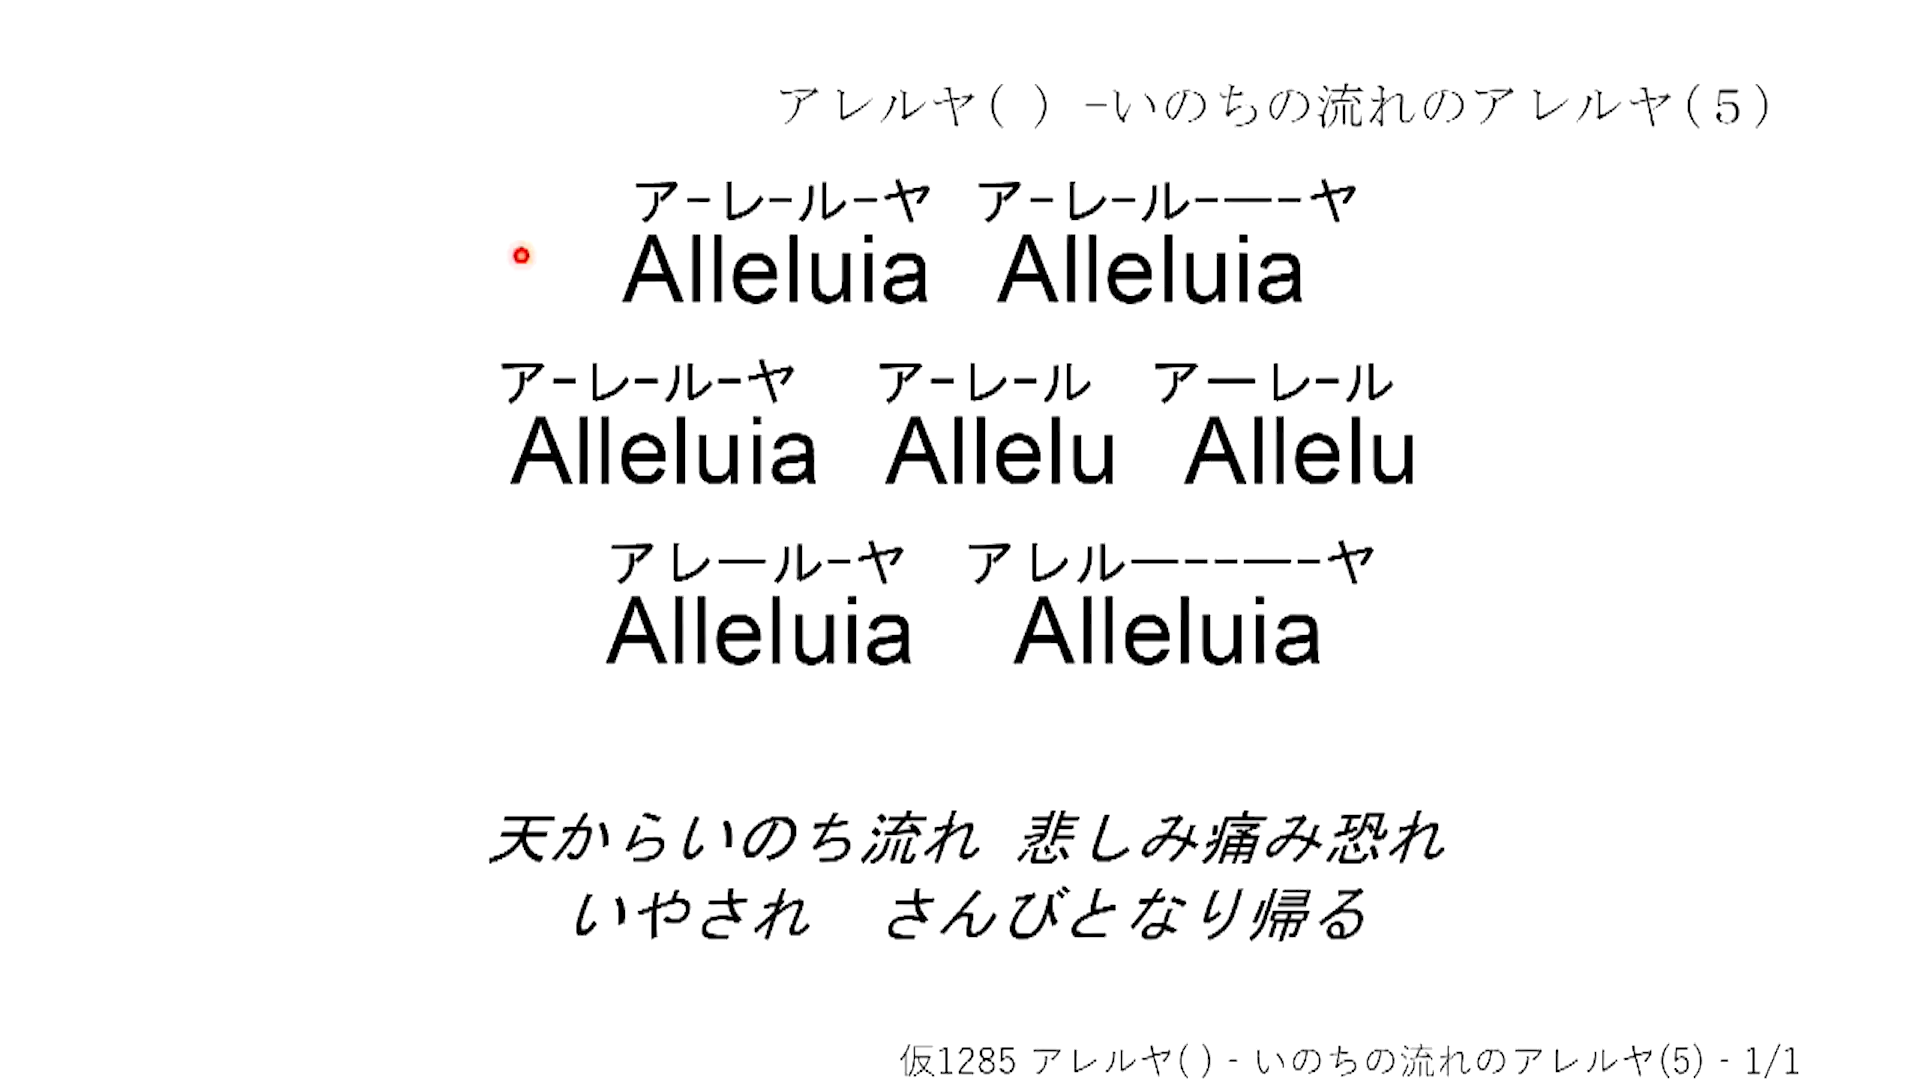 アレルヤ( ) -いのちの流れのアレルヤ(５)
ア-レ-ル-ヤ ア-レ-ル-―-ヤ
Alleluia Alleluia
ア-レ-ル-ヤ ア-レ-ル ア―レ-ル
Alleluia Allelu Allelu
アレ―ル-ヤ アレル―--―-ヤ
Alleluia Alleluia
天からいのち流れ 悲しみ痛み恐れ
いやされ さんびとなり帰る
仮1285 アレルヤ( ) - いのちの流れのアレルヤ(5) - 1/1